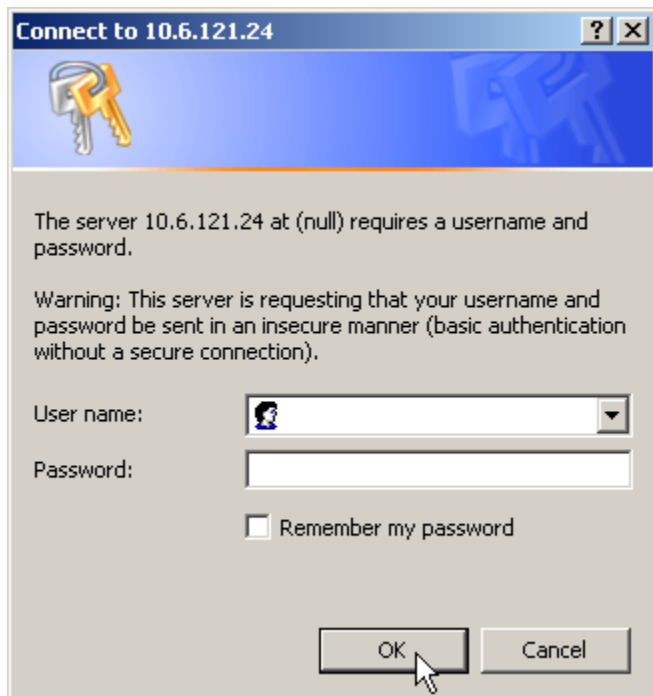 Connect to 10.6.121.24
The server 10.6.121.24 at (null) requires a username and
password.
Warning: This server is requesting that your username and
password be sent in an insecure manner (basic authentication
without a secure connection).
User name:
Password:
Remember my password
OK
Cancel